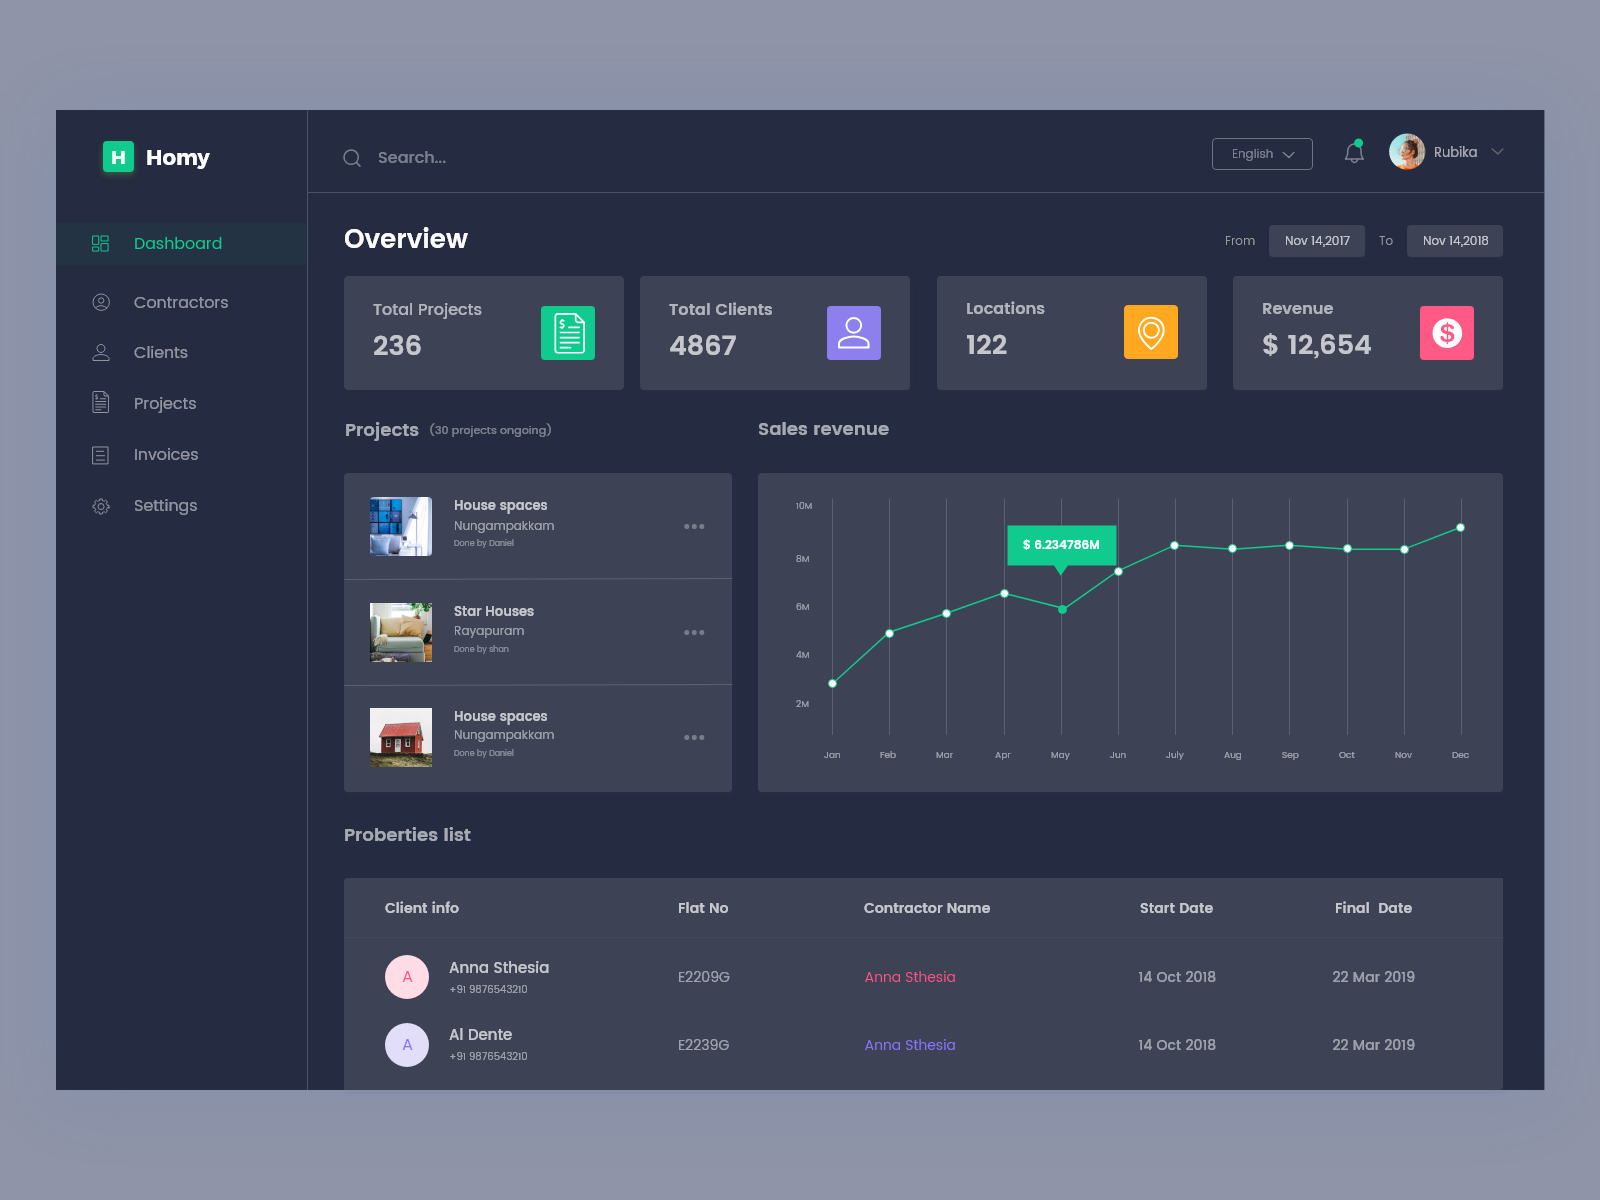 H Homy
Search...
English
Rubika
Dashboard
Contractors
Clients
Projects
Invoices
Settings
Overview
From Nov 14,2017 To Nov 14,2018
Total Projects
236
Total Clients
4867
Locations
122
Revenue
$ 12,654
$
Projects (30 projects ongoing)
House spaces
Nungampakkam
Done by Daniel
Star Houses
Rayapuram
Done by shan
House spaces
Nungampakkam
Done by Daniel
Sales revenue
10M
8M
6M
4M
2M
$ 6.234786M
Jan Feb Mar Apr May Jun July Aug Sep Oct Nov Dec
Proberties list
Client info Flat No Contractor Name Start Date Final Date
A Anna Sthesia E2209G Anna Sthesia 14 Oct 2018 22 Mar 2019
+91 9876543210
A Al Dente E2239G Anna Sthesia 14 Oct 2018 22 Mar 2019
+91 9876543210